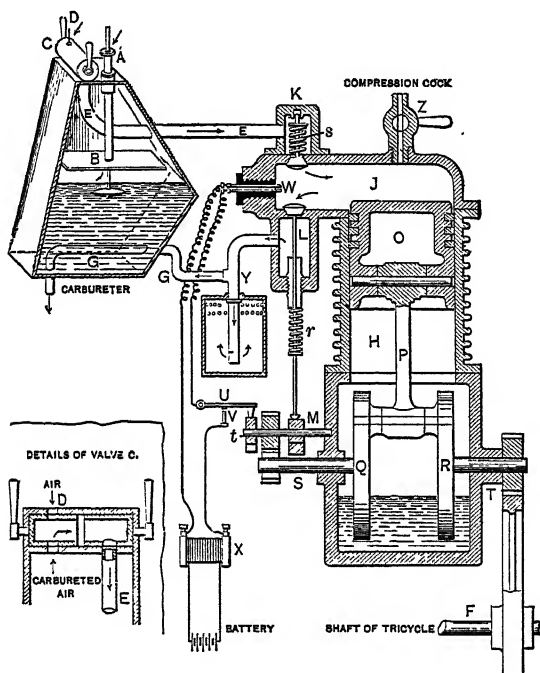 D
C
A
K
COMPRESSION COCK
E
E
S
Z
B
W
J
L
O
G
CARBURETER
G
Y
r
H
P
U
V
M
t
DETAILS OF VALVE C.
S
Q
R
T
AIR
D
X
CARBURETED
AIR
E
F
BATTERY
SHAFT OF TRICYCLE